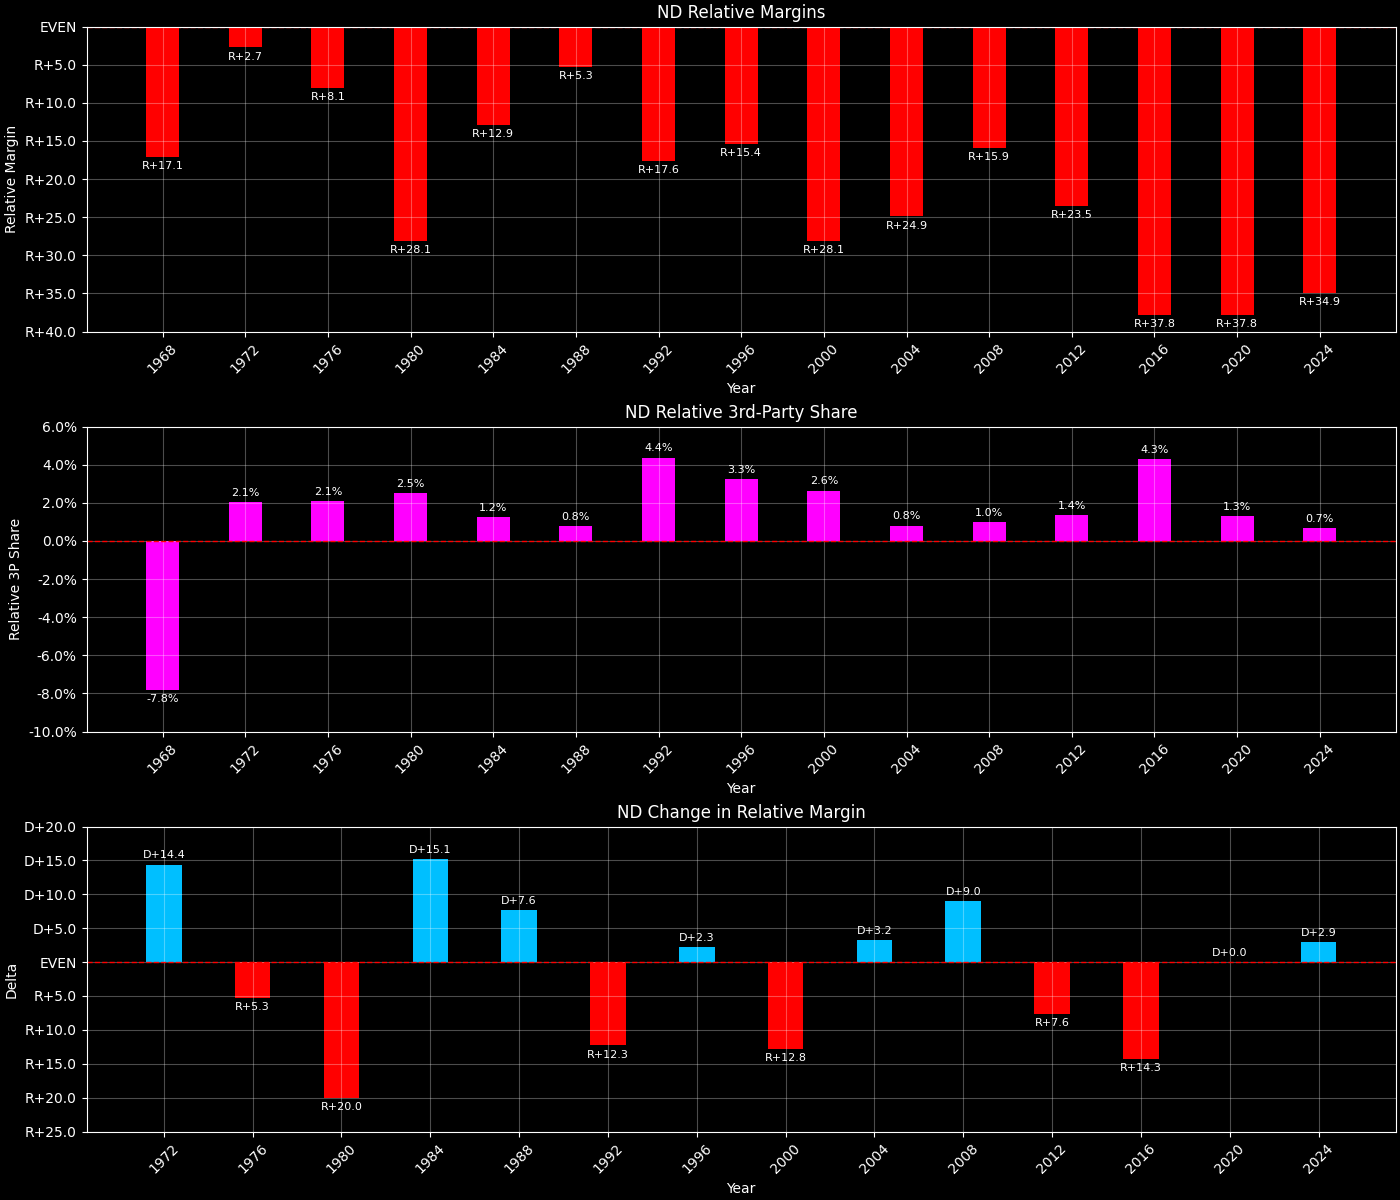 ND Relative Margins
Relative Margin
EVEN
R+5.0
R+10.0
R+15.0
R+20.0
R+25.0
R+30.0
R+35.0
R+40.0
R+17.1
R+2.7
R+8.1
R+28.1
R+12.9
R+5.3
R+17.6
R+15.4
R+28.1
R+24.9
R+15.9
R+23.5
R+37.8
R+37.8
R+34.9
1968 1972 1976 1980 1984 1988 1992 1996 2000 2004 2008 2012 2016 2020 2024
Year
ND Relative 3rd-Party Share
Relative 3P Share
6.0%
4.0%
2.0%
0.0%
-2.0%
-4.0%
-6.0%
-8.0%
-10.0%
-7.8%
2.1%
2.1%
2.5%
1.2%
0.8%
4.4%
3.3%
2.6%
0.8%
1.0%
1.4%
4.3%
1.3%
0.7%
1968 1972 1976 1980 1984 1988 1992 1996 2000 2004 2008 2012 2016 2020 2024
Year
ND Change in Relative Margin
Delta
D+20.0
D+15.0
D+10.0
D+5.0
EVEN
R+5.0
R+10.0
R+15.0
R+20.0
R+25.0
D+14.4
R+5.3
R+20.0
D+15.1
D+7.6
R+12.3
D+2.3
R+12.8
D+3.2
D+9.0
R+7.6
R+14.3
D+0.0
D+2.9
1972 1976 1980 1984 1988 1992 1996 2000 2004 2008 2012 2016 2020 2024
Year